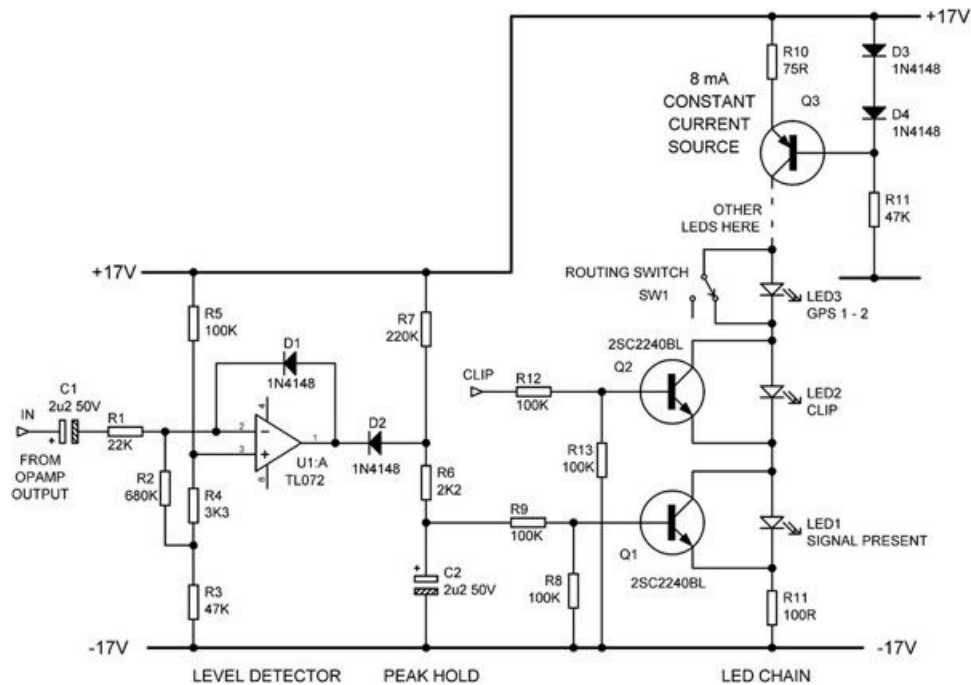 +17V
R10
75R
D3
1N4148
8 mA
CONSTANT
CURRENT
SOURCE
Q3
D4
1N4148
R11
47K
OTHER
LEDS HERE
+17V
ROUTING SWITCH
SW1
LED3
GPS 1 - 2
R5
100K
R7
220K
D1
1N4148
2SC2240BL
Q2
CLIP
R12
100K
LED2
CLIP
C1
2u2 50V
IN
R1
22K
+
FROM
OPAMP
OUTPUT
4
2
3
1
8
−
+
U1:A
TL072
D2
1N4148
R13
100K
R2
680K
R4
3K3
R6
2K2
R9
100K
LED1
SIGNAL PRESENT
Q1
2SC2240BL
+
C2
2u2 50V
R8
100K
R3
47K
R11
100R
-17V
-17V
LEVEL DETECTOR
PEAK HOLD
LED CHAIN